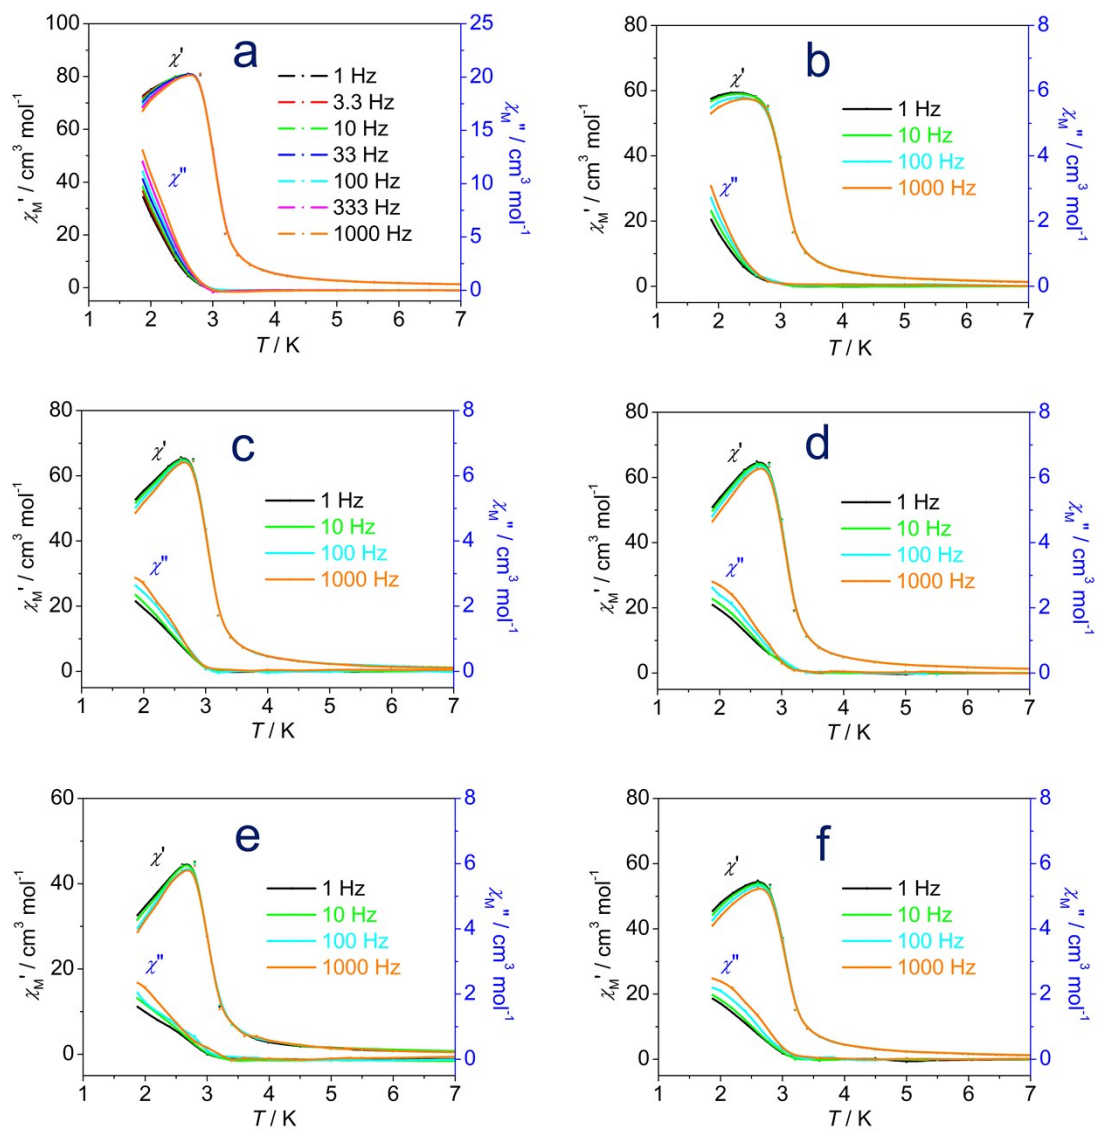 a
χ'
χ"
1 Hz
3.3 Hz
10 Hz
33 Hz
100 Hz
333 Hz
1000 Hz
100
80
60
40
20
0
25
20
15
10
5
0
1 2 3 4 5 6 7
T / K
χM' / cm³ mol⁻¹
χM" / cm³ mol⁻¹
b
χ'
χ"
1 Hz
10 Hz
100 Hz
1000 Hz
80
60
40
20
0
8
6
4
2
0
1 2 3 4 5 6 7
T / K
χM' / cm³ mol⁻¹
χM" / cm³ mol⁻¹
c
χ'
χ"
1 Hz
10 Hz
100 Hz
1000 Hz
80
60
40
20
0
8
6
4
2
0
1 2 3 4 5 6 7
T / K
χM' / cm³ mol⁻¹
χM" / cm³ mol⁻¹
d
χ'
χ"
1 Hz
10 Hz
100 Hz
1000 Hz
80
60
40
20
0
8
6
4
2
0
1 2 3 4 5 6 7
T / K
χM' / cm³ mol⁻¹
χM" / cm³ mol⁻¹
e
χ'
χ"
1 Hz
10 Hz
100 Hz
1000 Hz
60
40
20
0
8
6
4
2
0
1 2 3 4 5 6 7
T / K
χM' / cm³ mol⁻¹
χM" / cm³ mol⁻¹
f
χ'
χ"
1 Hz
10 Hz
100 Hz
1000 Hz
80
60
40
20
0
8
6
4
2
0
1 2 3 4 5 6 7
T / K
χM' / cm³ mol⁻¹
χM" / cm³ mol⁻¹